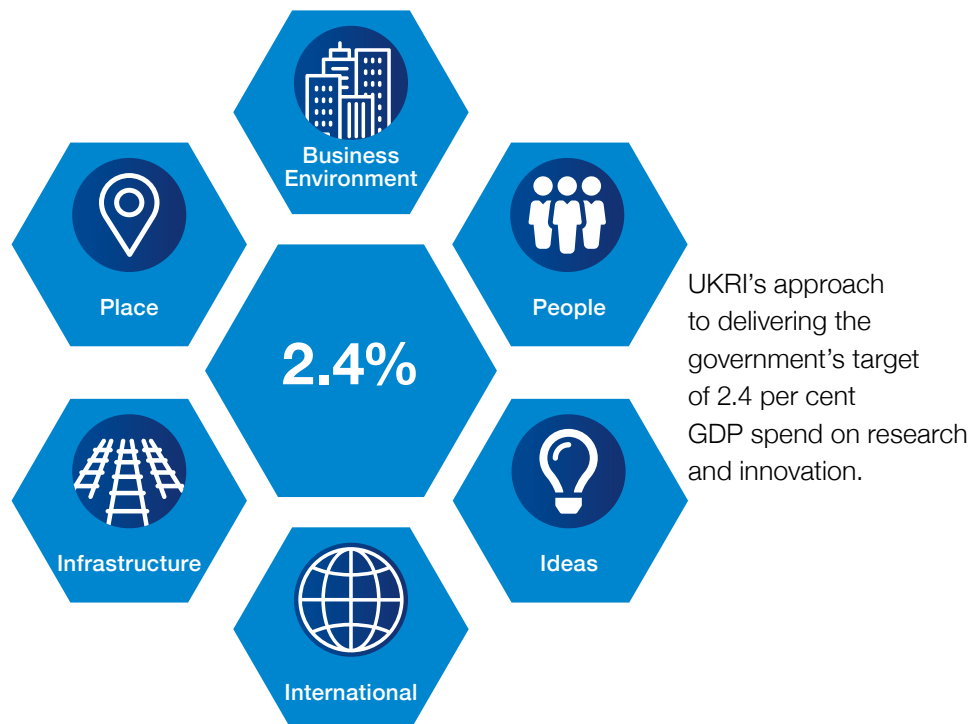 Business
Environment
People
Place
2.4%
Infrastructure
Ideas
International
UKRI’s approach
to delivering the
government’s target
of 2.4 per cent
GDP spend on research
and innovation.